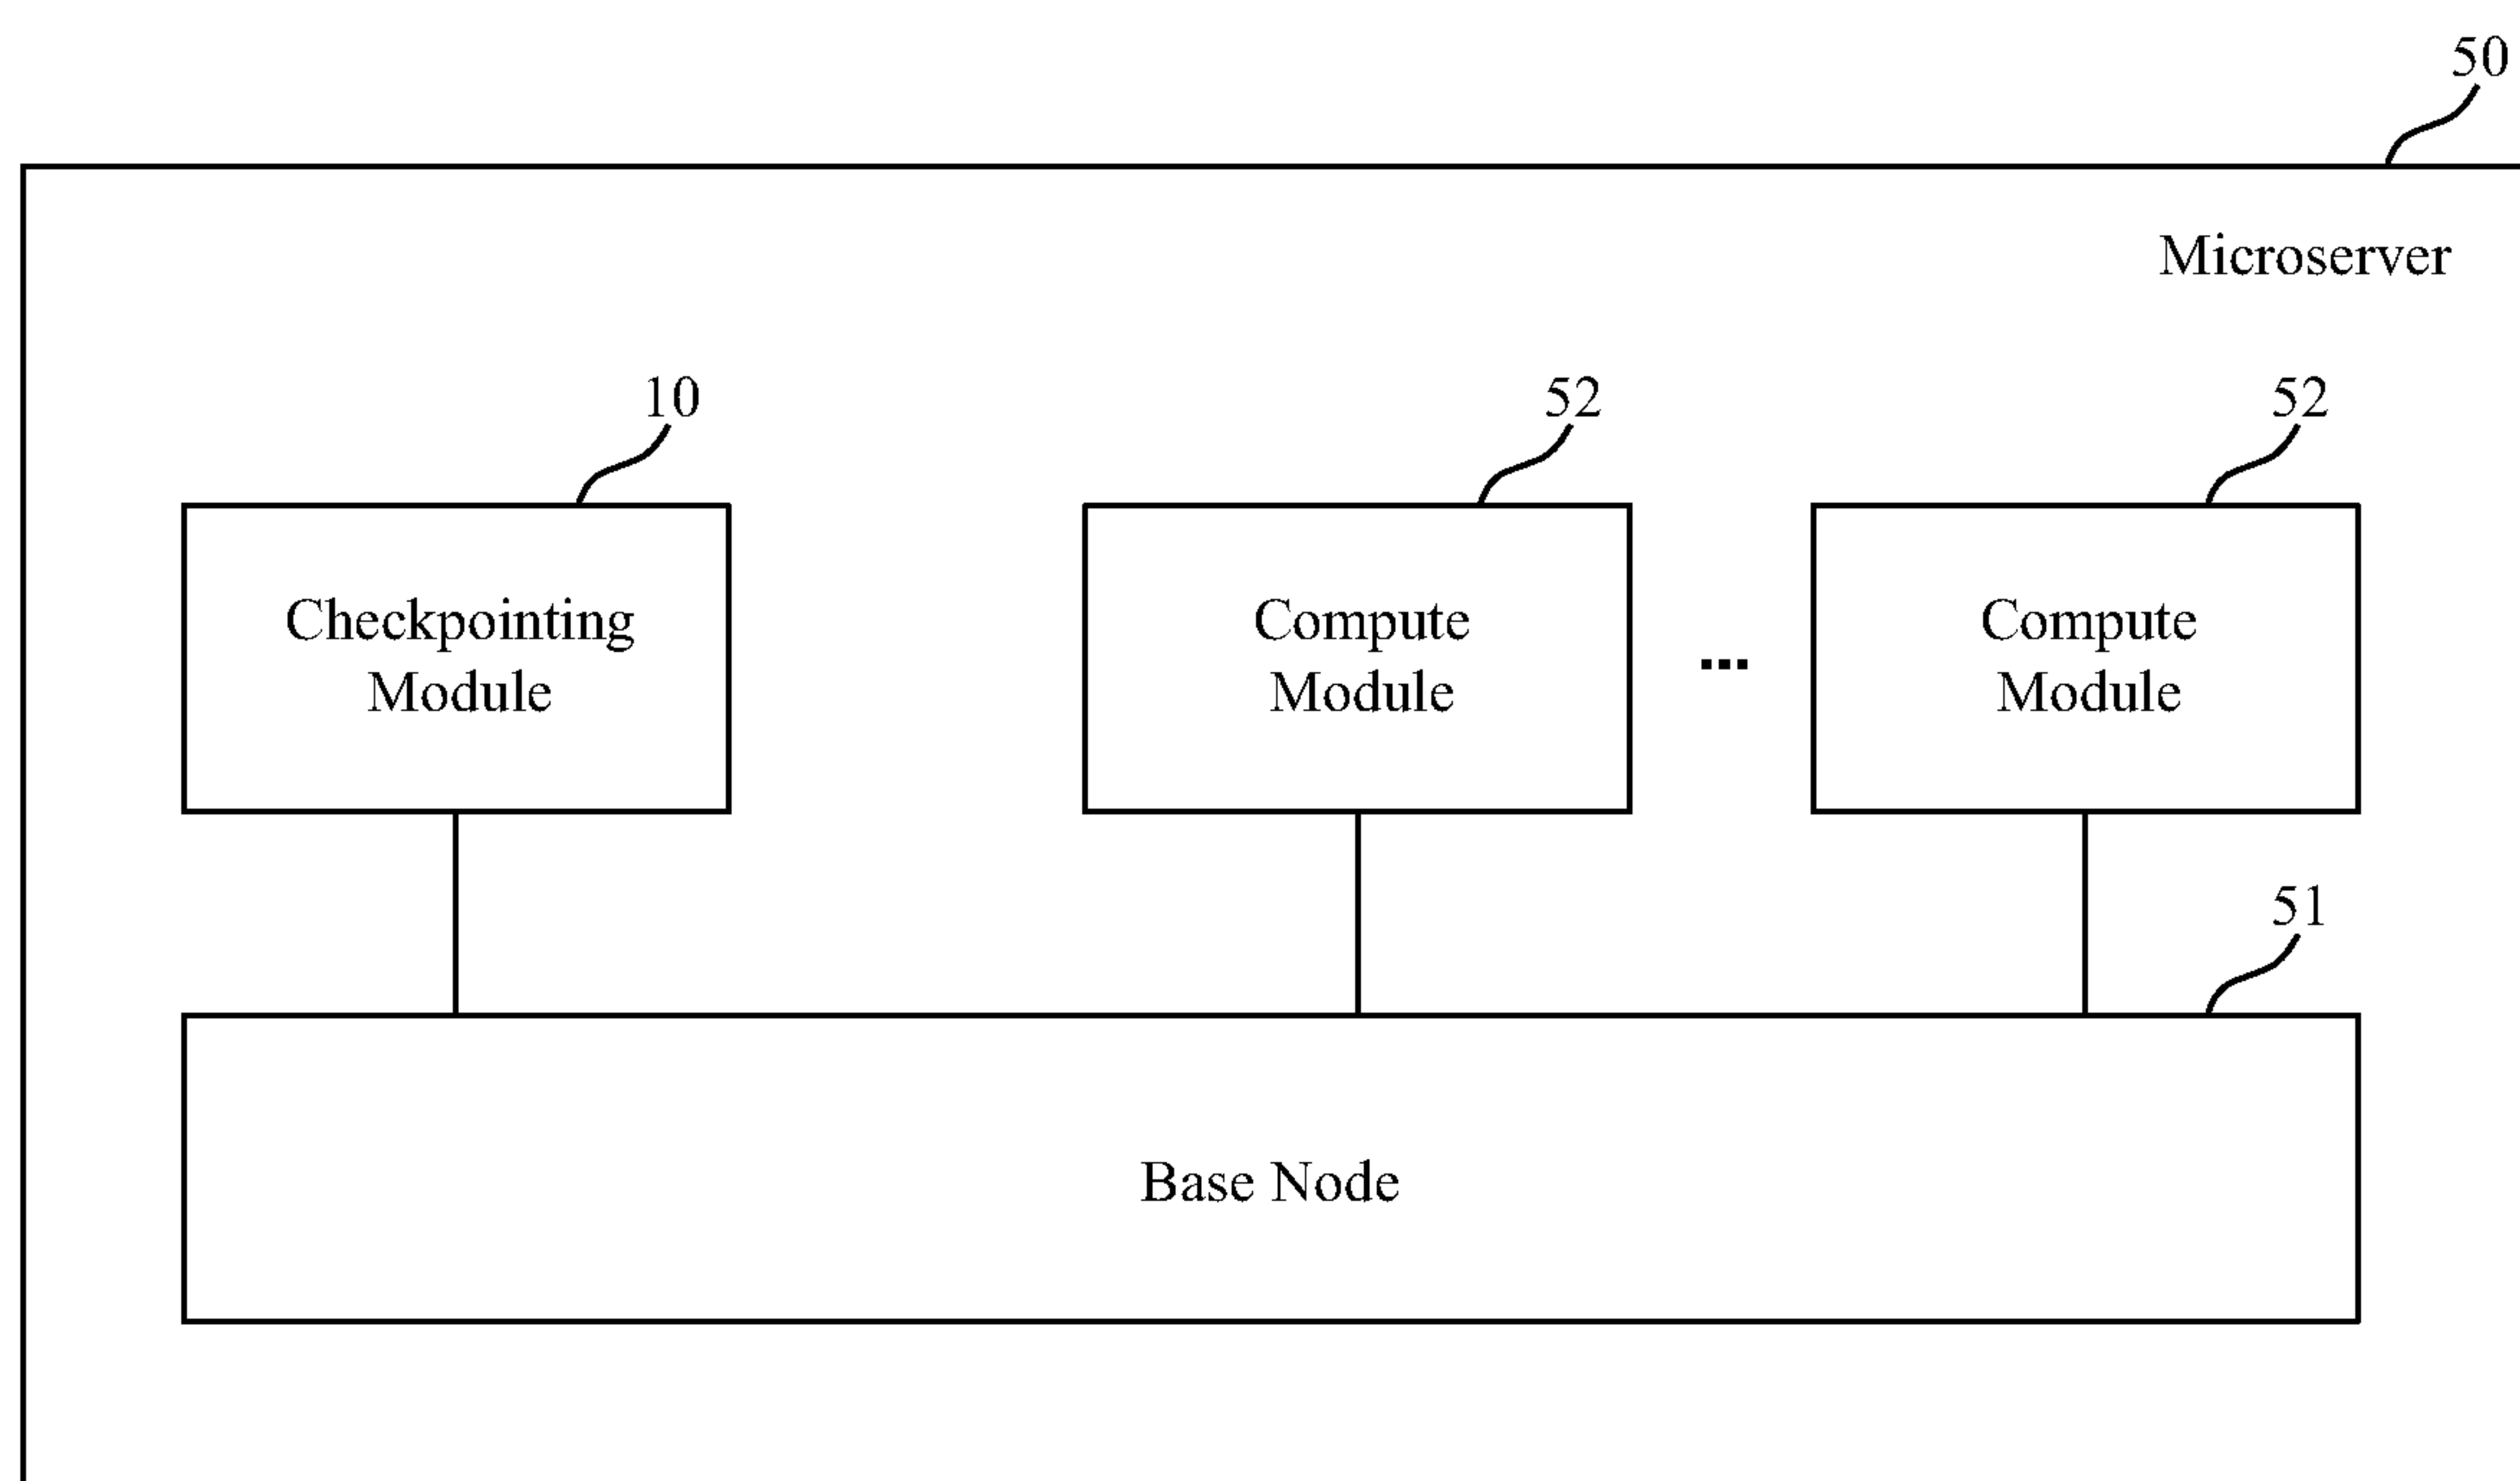 50
Microserver
10
52
52
Checkpointing
Module
Compute
Module
...
Compute
Module
51
Base Node